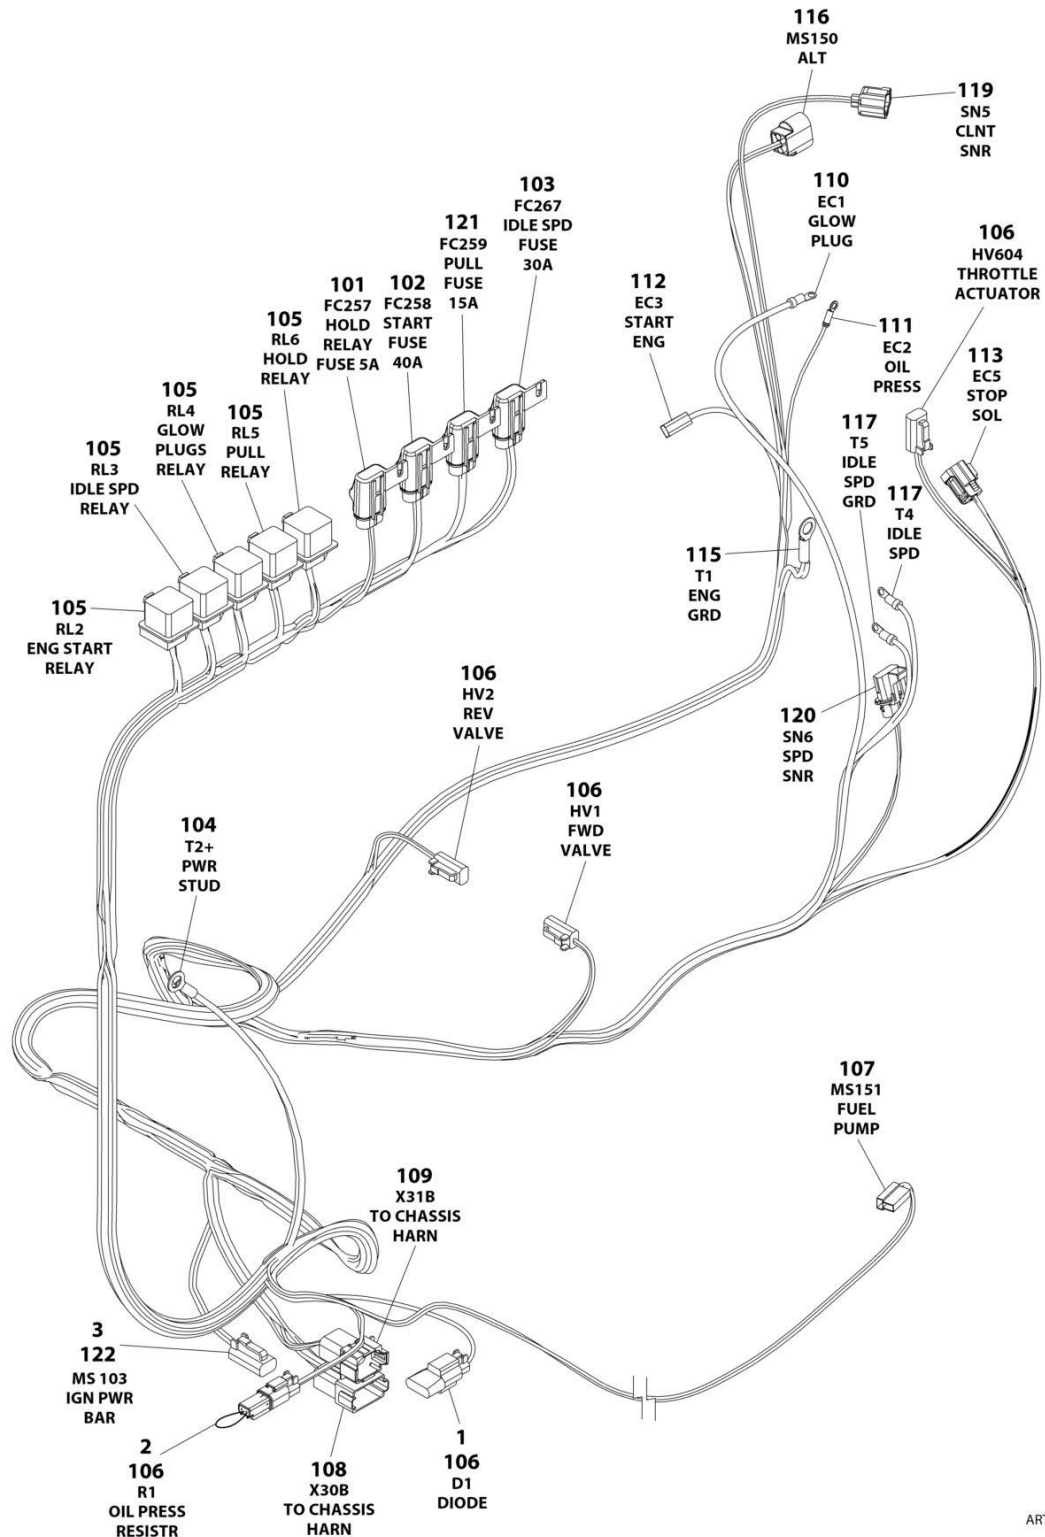 116
MS150
ALT
119
SN5
CLNT
SNR
110
EC1
GLOW
PLUG
103
FC267
IDLE SPD
FUSE
30A
121
FC259
PULL
FUSE
15A
106
HV604
THROTTLE
ACTUATOR
101
FC257
HOLD
RELAY
FUSE 5A
102
FC258
START
FUSE
40A
112
EC3
START
ENG
105
RL6
HOLD
RELAY
111
EC2
OIL
PRESS
113
EC5
STOP
SOL
105
RL4
GLOW
PLUGS
RELAY
105
RL5
PULL
RELAY
117
T5
IDLE
SPD
GRD
105
RL3
IDLE SPD
RELAY
117
T4
IDLE
SPD
115
T1
ENG
GRD
105
RL2
ENG START
RELAY
106
HV2
REV
VALVE
120
SN6
SPD
SNR
106
HV1
FWD
VALVE
104
T2+
PWR
STUD
107
MS151
FUEL
PUMP
109
X31B
TO CHASSIS
HARN
3
122
MS 103
IGN PWR
BAR
2
106
R1
OIL PRESS
RESISTR
108
X30B
TO CHASSIS
HARN
1
106
D1
DIODE